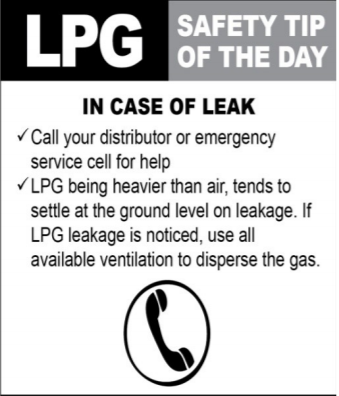 LPG
SAFETY TIP
OF THE DAY
IN CASE OF LEAK
✓Call your distributor or emergency
service cell for help
✓LPG being heavier than air, tends to
settle at the ground level on leakage. If
LPG leakage is noticed, use all
available ventilation to disperse the gas.